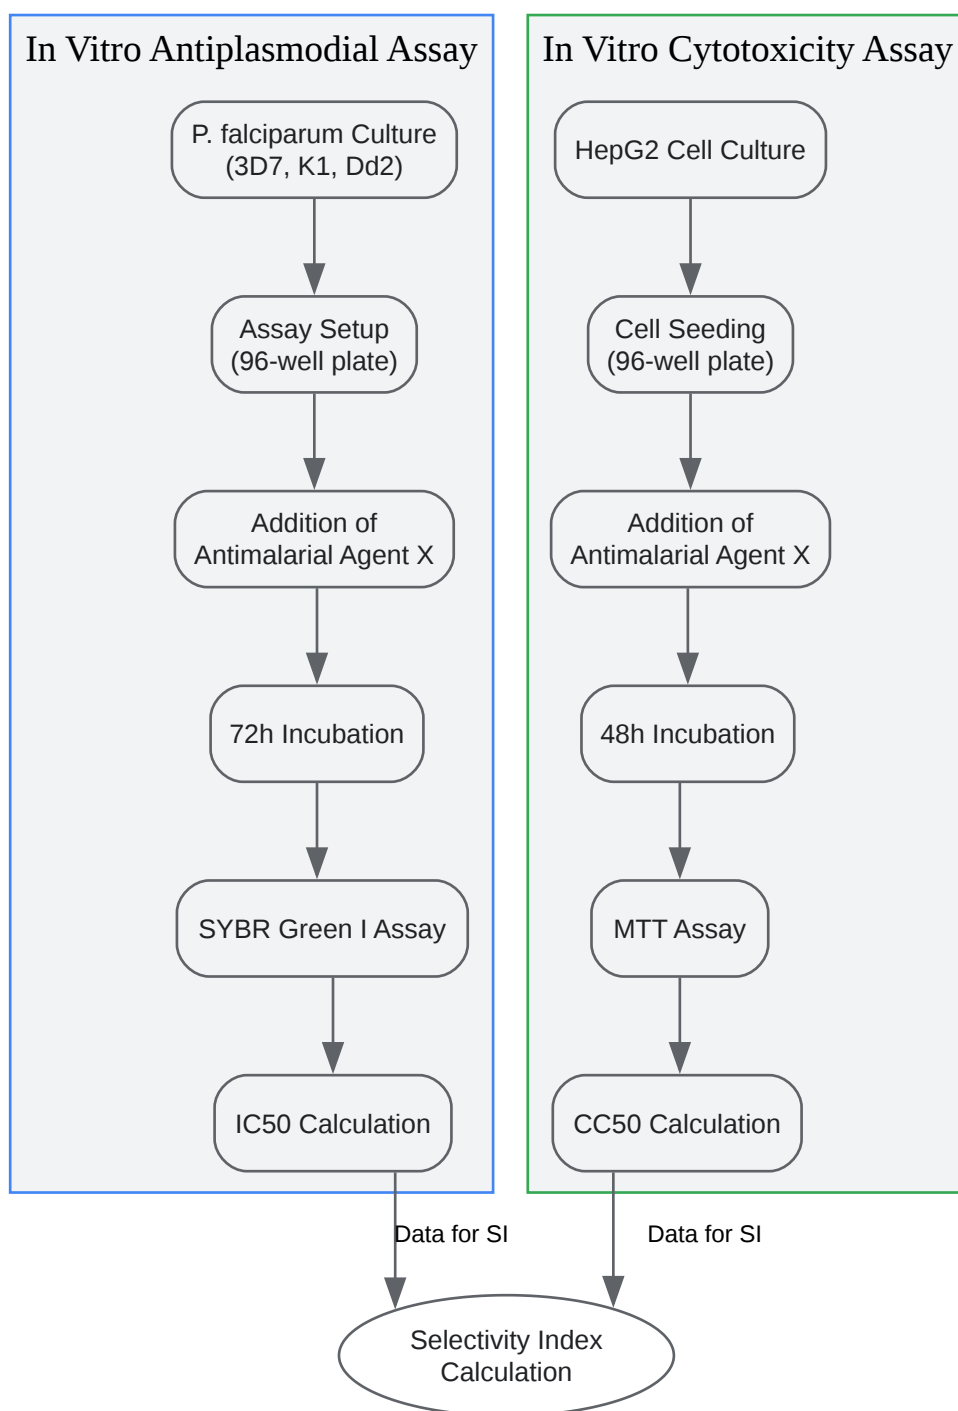 In Vitro Antiplasmodial Assay
P. falciparum Culture
(3D7, K1, Dd2)
Assay Setup
(96-well plate)
Addition of
Antimalarial Agent X
72h Incubation
SYBR Green I Assay
IC50 Calculation
Data for SI
In Vitro Cytotoxicity Assay
HepG2 Cell Culture
Cell Seeding
(96-well plate)
Addition of
Antimalarial Agent X
48h Incubation
MTT Assay
CC50 Calculation
Data for SI
Selectivity Index
Calculation